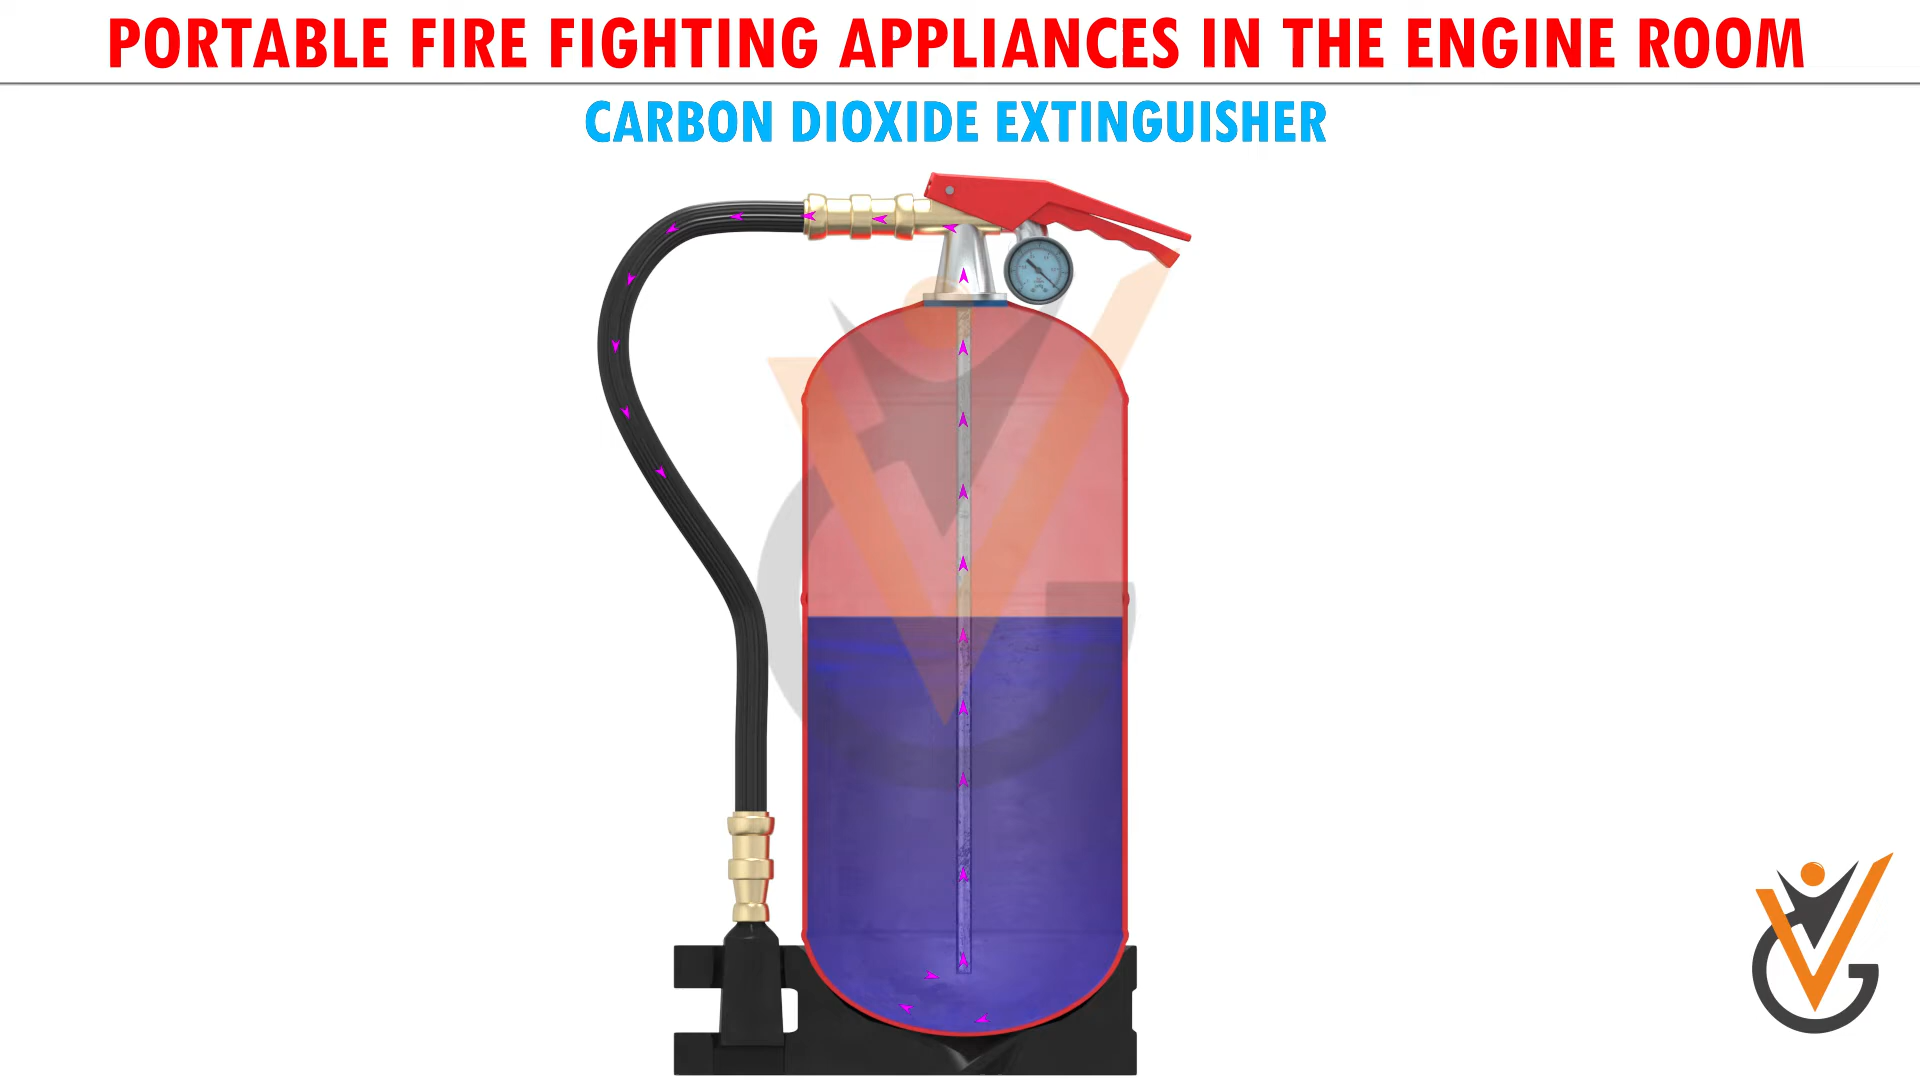 PORTABLE FIRE FIGHTING APPLIANCES IN THE ENGINE ROOM
CARBON DIOXIDE EXTINGUISHER